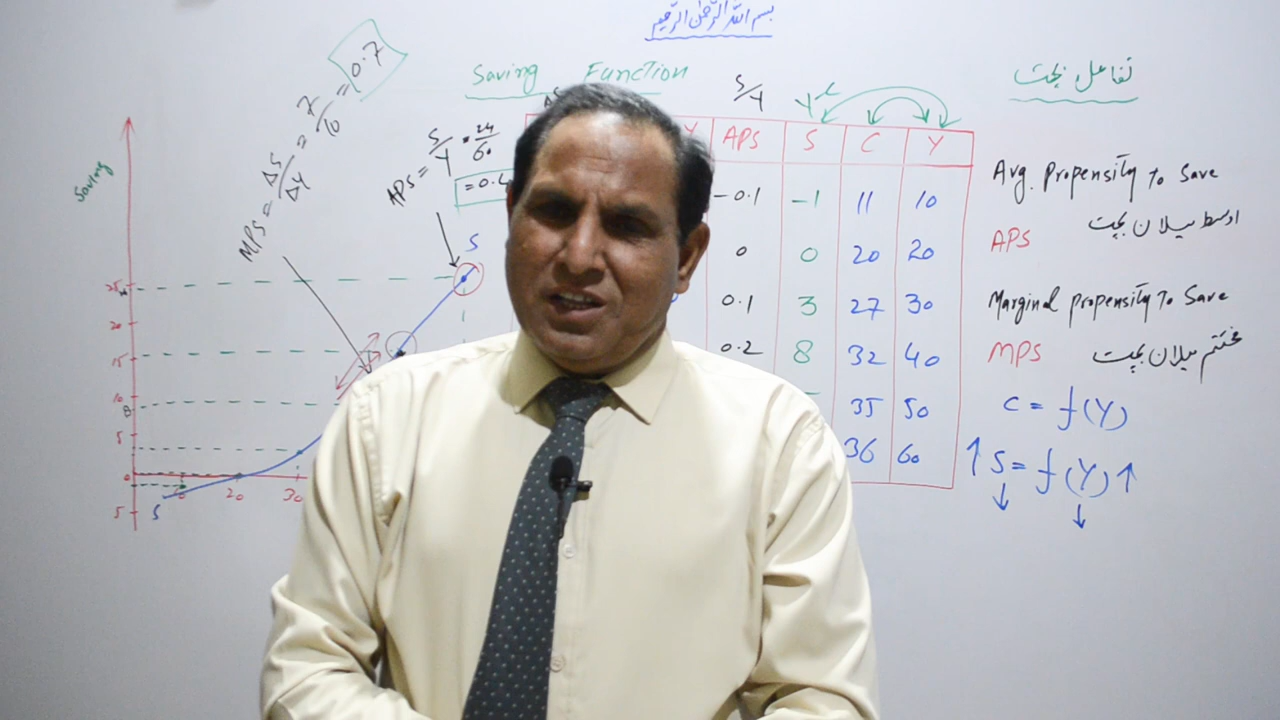 بسم اللہ الرحمٰن الرحیم
Saving Function
تفاعل بچت
MPS = ΔS/ΔY = 7/10 = 0.7
APS = S/Y = 24/60
= 0.4
S/Y
Y APS S C Y
-0.1 -1 11 10
0 0 20 20
0.1 3 27 30
0.2 8 32 40
35 50
36 60
Avg. Propensity To Save
اوسط میلان بچت
APS
Marginal Propensity To Save
MPS
مختتم میلان بچت
C = f(Y)
↑ S = f(Y) ↑
Saving
S
25
20
15
10
8
5
0
20
30
5
S